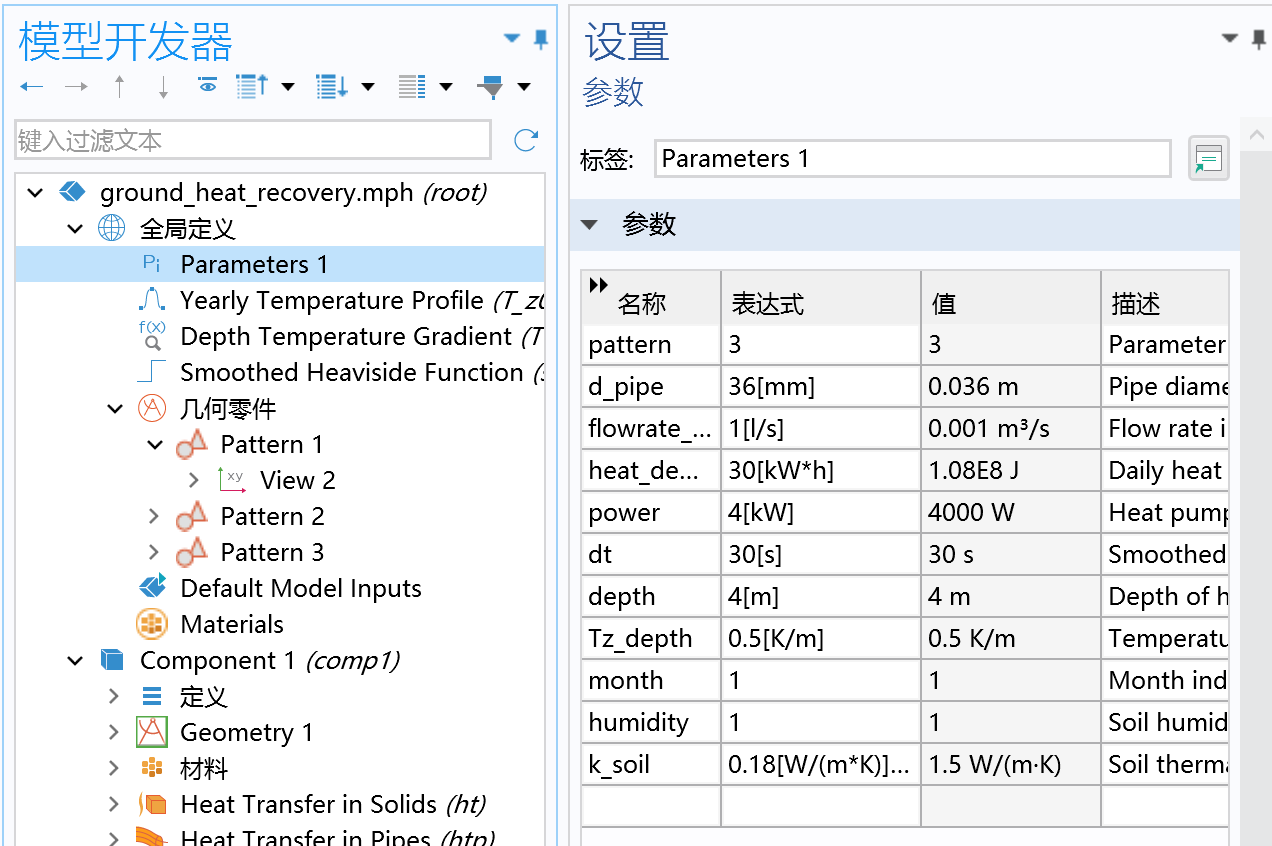 模型开发器
键入过滤文本
ground_heat_recovery.mph (root)
全局定义
Pi Parameters 1
Yearly Temperature Profile (T_z0
f(x) Depth Temperature Gradient (T
Smoothed Heaviside Function (s
几何零件
Pattern 1
xy View 2
Pattern 2
Pattern 3
Default Model Inputs
Materials
Component 1 (comp1)
定义
Geometry 1
材料
Heat Transfer in Solids (ht)
Heat Transfer in Pipes (htp)
设置
参数
标签: Parameters 1
参数
名称 表达式 值 描述
pattern 3 3 Parameter
d_pipe 36[mm] 0.036 m Pipe diame
flowrate_... 1[l/s] 0.001 m³/s Flow rate i
heat_de... 30[kW*h] 1.08E8 J Daily heat
power 4[kW] 4000 W Heat pump
dt 30[s] 30 s Smoothed
depth 4[m] 4 m Depth of h
Tz_depth 0.5[K/m] 0.5 K/m Temperatu
month 1 1 Month ind
humidity 1 1 Soil humid
k_soil 0.18[W/(m*K)]... 1.5 W/(m·K) Soil therma